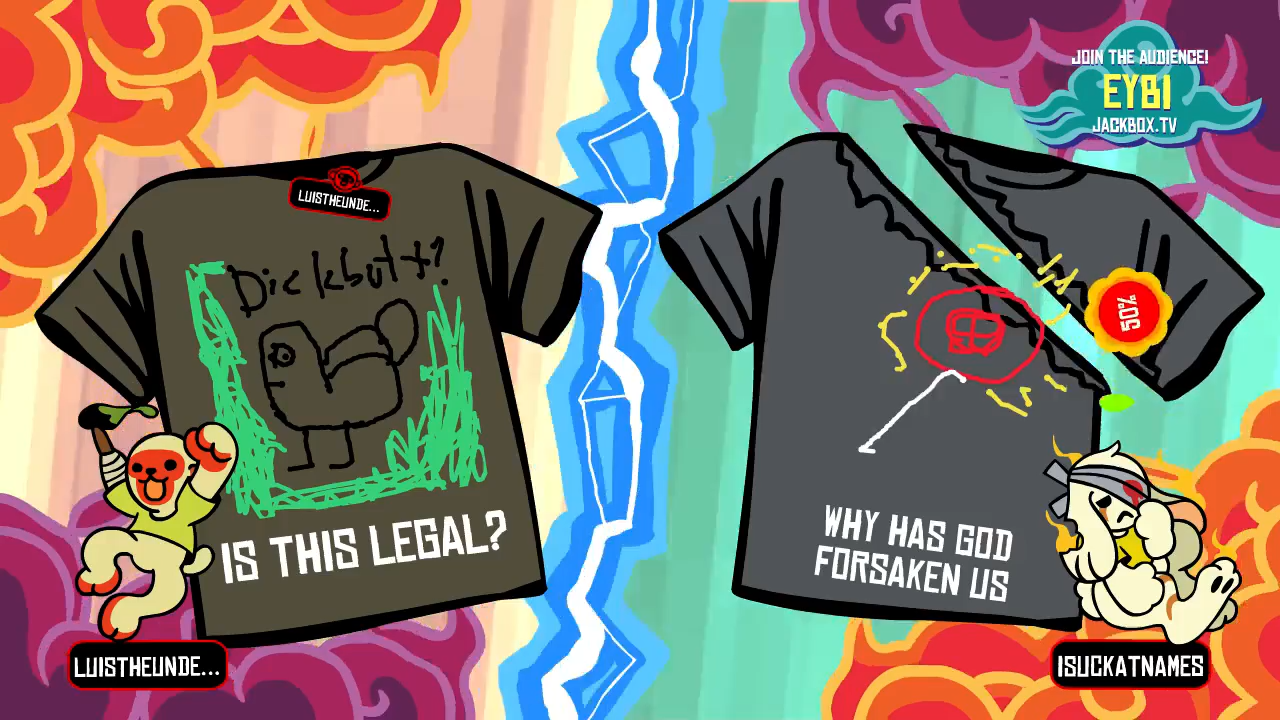 JOIN THE AUDIENCE!
EYBI
JACKBOX.TV
LUISTHEUNDE...
Dickbutt?
IS THIS LEGAL?
50%
WHY HAS GOD
FORSAKEN US
LUISTHEUNDE...
ISUCKATNAMES